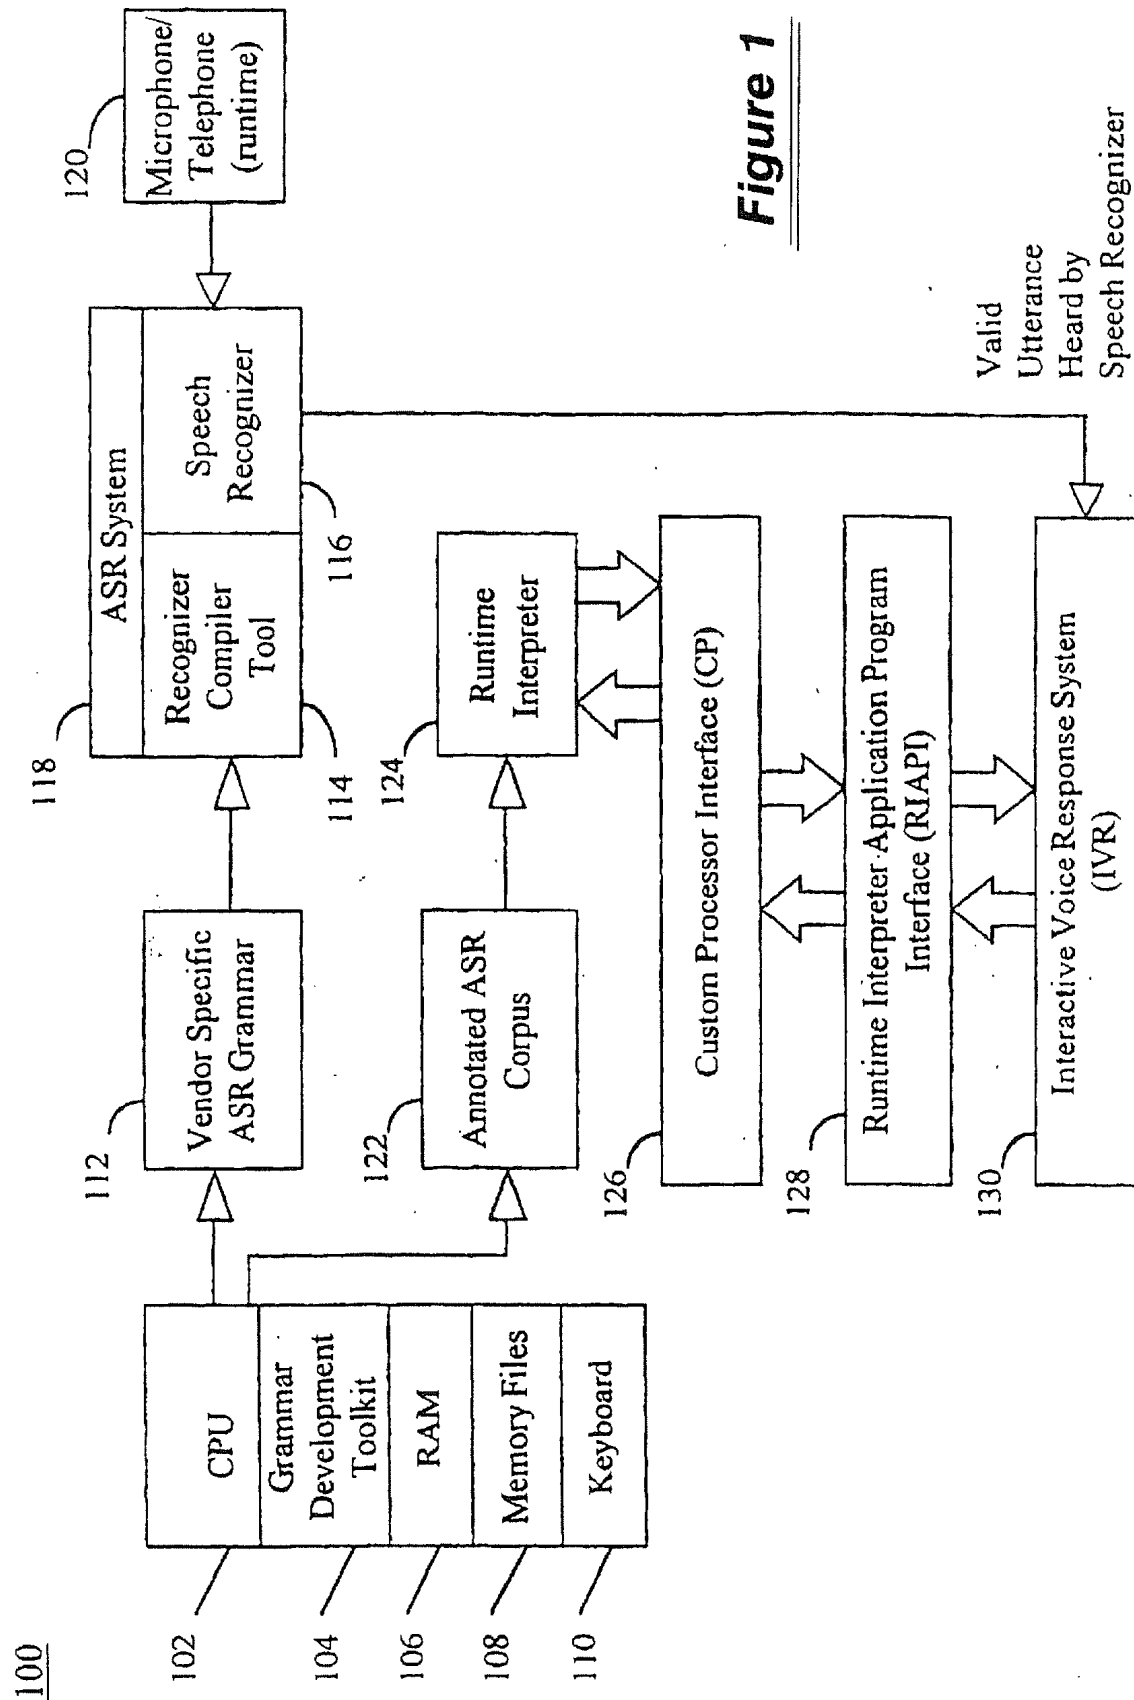 100
102
CPU
104
Grammar
Development
Toolkit
106
RAM
108
Memory Files
110
Keyboard
112
Vendor Specific
ASR Grammar
118
ASR System
Recognizer
Compiler
Tool
114
Speech
Recognizer
116
120
Microphone/
Telephone
(runtime)
122
Annotated ASR
Corpus
124
Runtime
Interpreter
126
Custom Processor Interface (CP)
128
Runtime Interpreter Application Program
Interface (RIAPI)
130
Interactive Voice Response System
(IVR)
Valid
Utterance
Heard by
Speech Recognizer
Figure 1